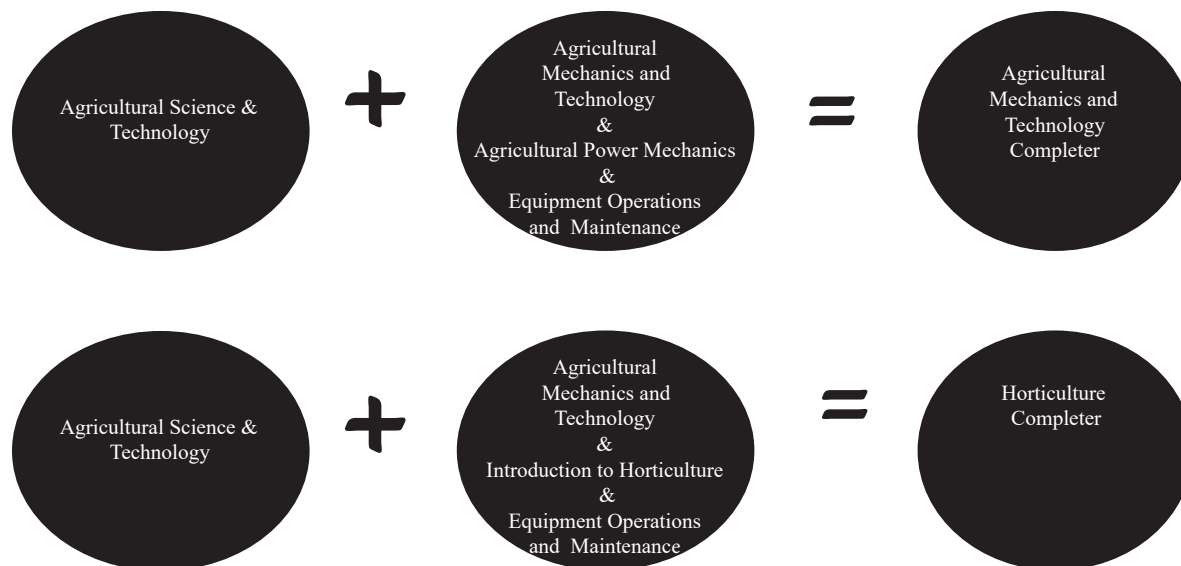 Agricultural Science &
Technology
+
Agricultural
Mechanics and
Technology
&
Agricultural Power Mechanics
&
Equipment Operations
and Maintenance
=
Agricultural
Mechanics and
Technology
Completer
Agricultural Science &
Technology
+
Agricultural
Mechanics and
Technology
&
Introduction to Horticulture
&
Equipment Operations
and Maintenance
=
Horticulture
Completer